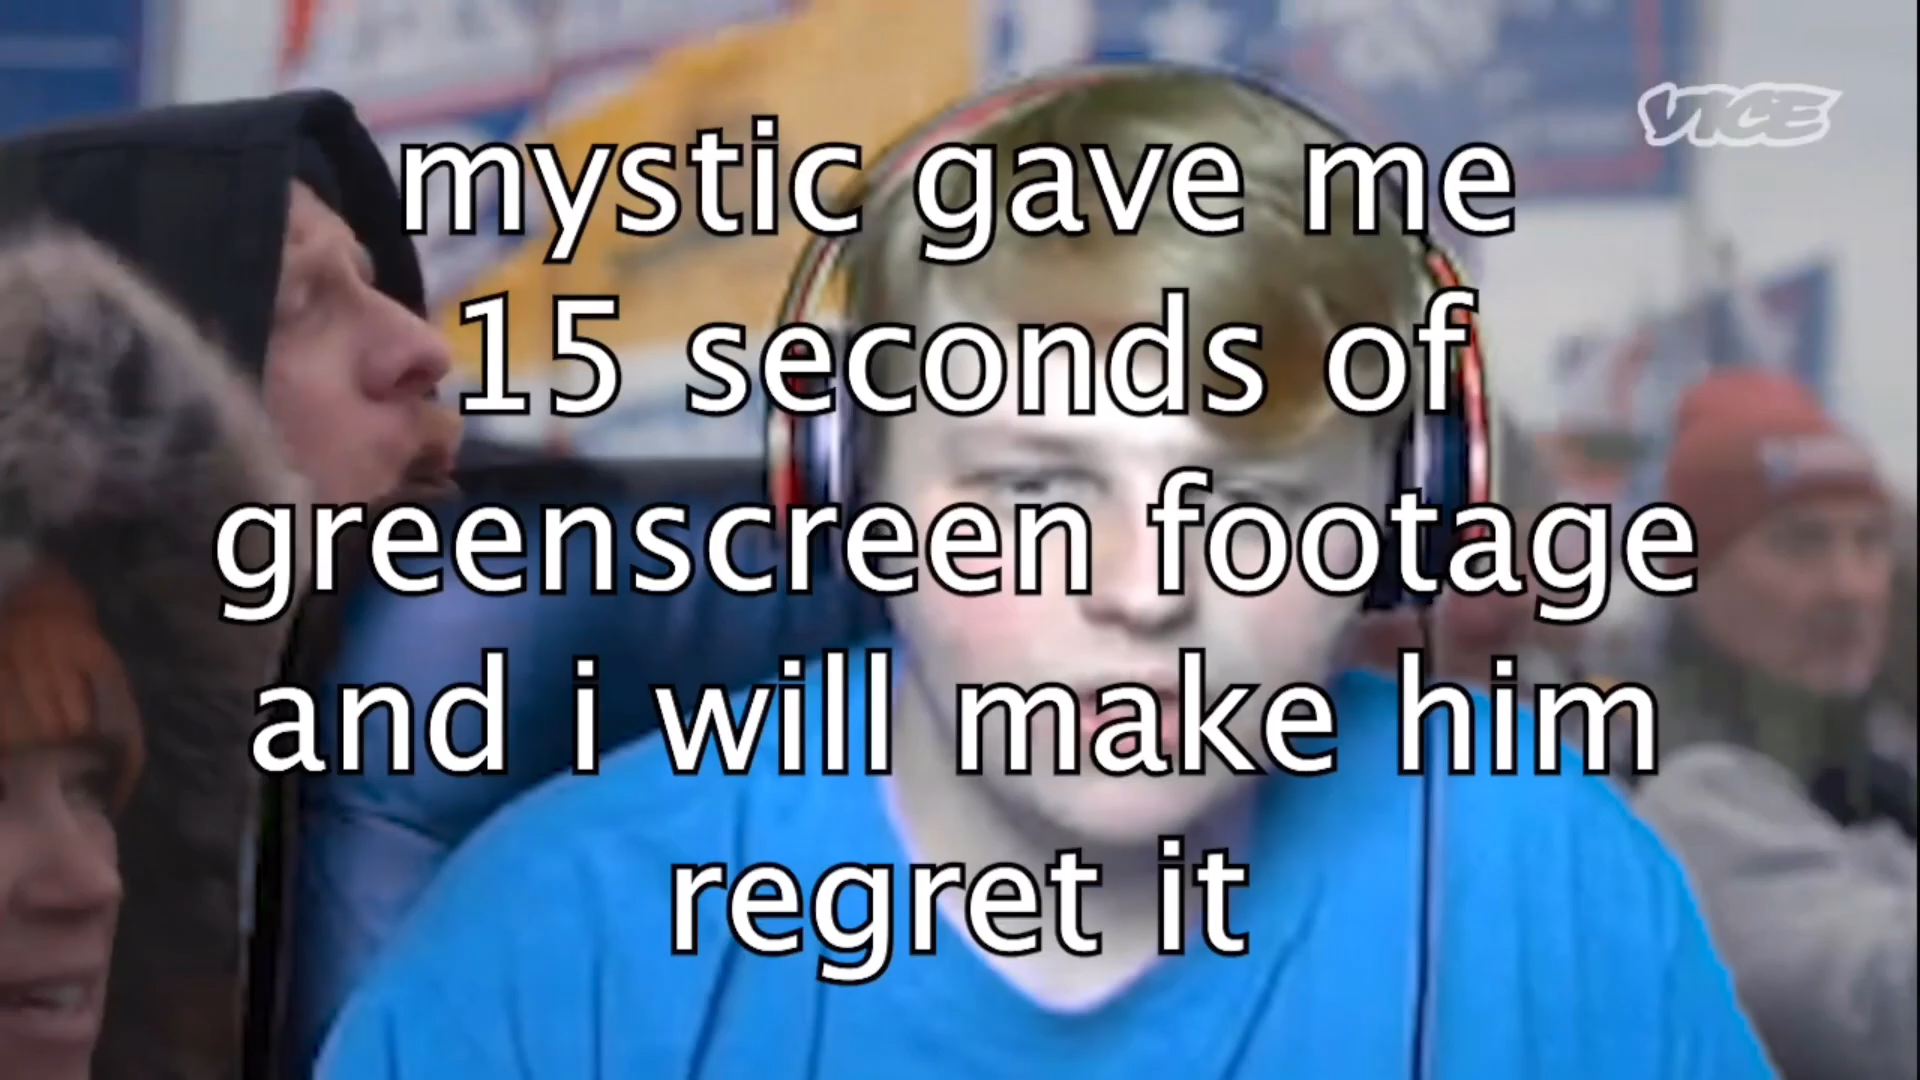 VICE
mystic gave me
15 seconds of
greenscreen footage
and i will make him
regret it